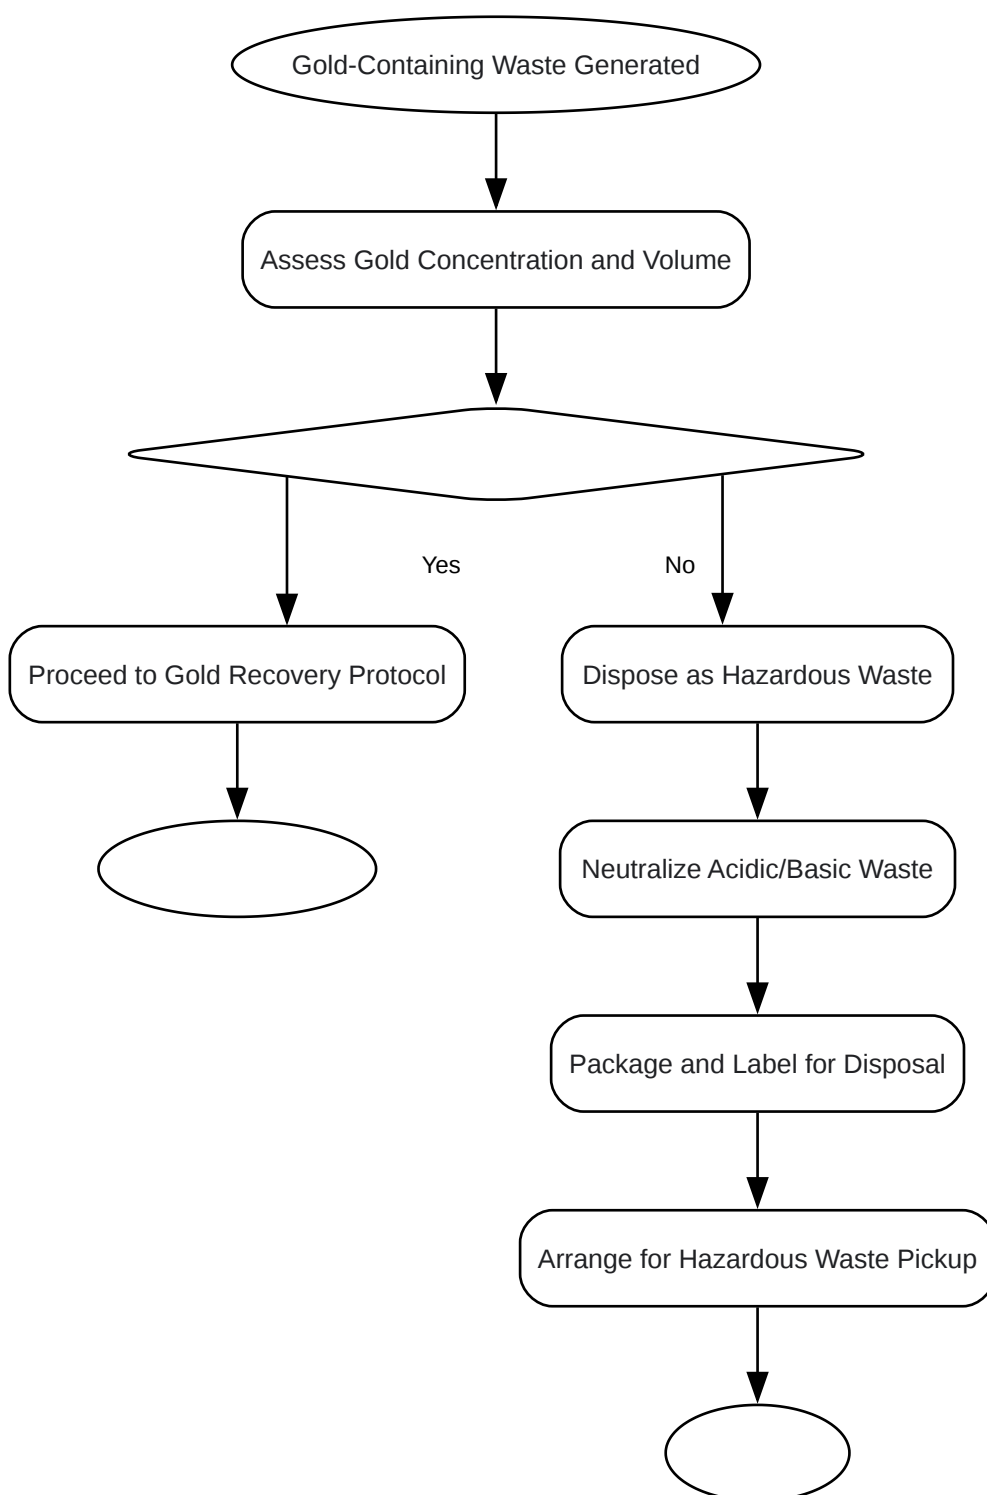 Gold-Containing Waste Generated
Assess Gold Concentration and Volume
Yes
No
Proceed to Gold Recovery Protocol
Dispose as Hazardous Waste
Neutralize Acidic/Basic Waste
Package and Label for Disposal
Arrange for Hazardous Waste Pickup